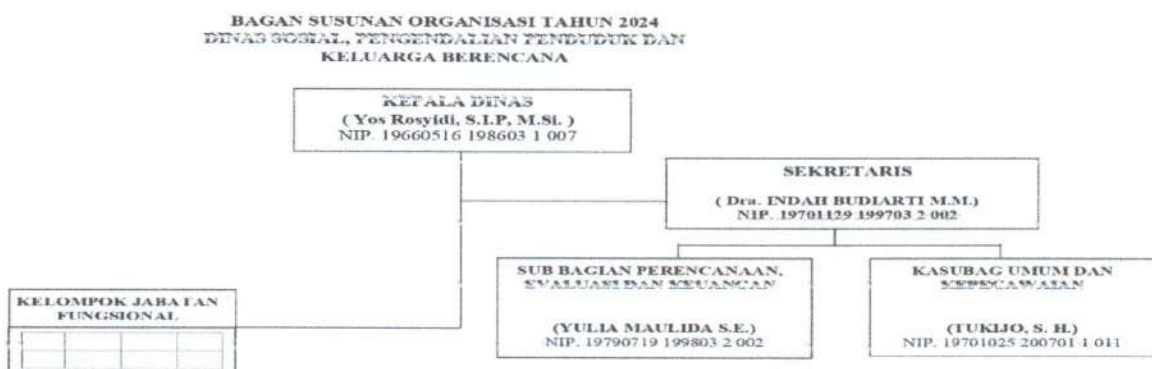 BAGAN SUSUNAN ORGANISASI TAHUN 2024
DINAS SOSIAL, PENGENDALIAN PENDUDUK DAN
KELUARGA BERENCANA
KEPALA DINAS
( Yos Rosyidi, S.I.P, M.Si. )
NIP. 19660516 198603 1 007
SEKRETARIS
( Dra. INDAH BUDIARTI M.M.)
NIP. 19701129 199703 2 002
SUB BAGIAN PERENCANAAN,
EVALUASI DAN KEUANGAN
(YULIA MAULIDA S.E.)
NIP. 19790719 199803 2 002
KASUBAG UMUM DAN
KEPEGAWAIAN
(TUKIJO, S. H.)
NIP. 19701025 200701 1 011
KELOMPOK JABATAN
FUNGSIONAL